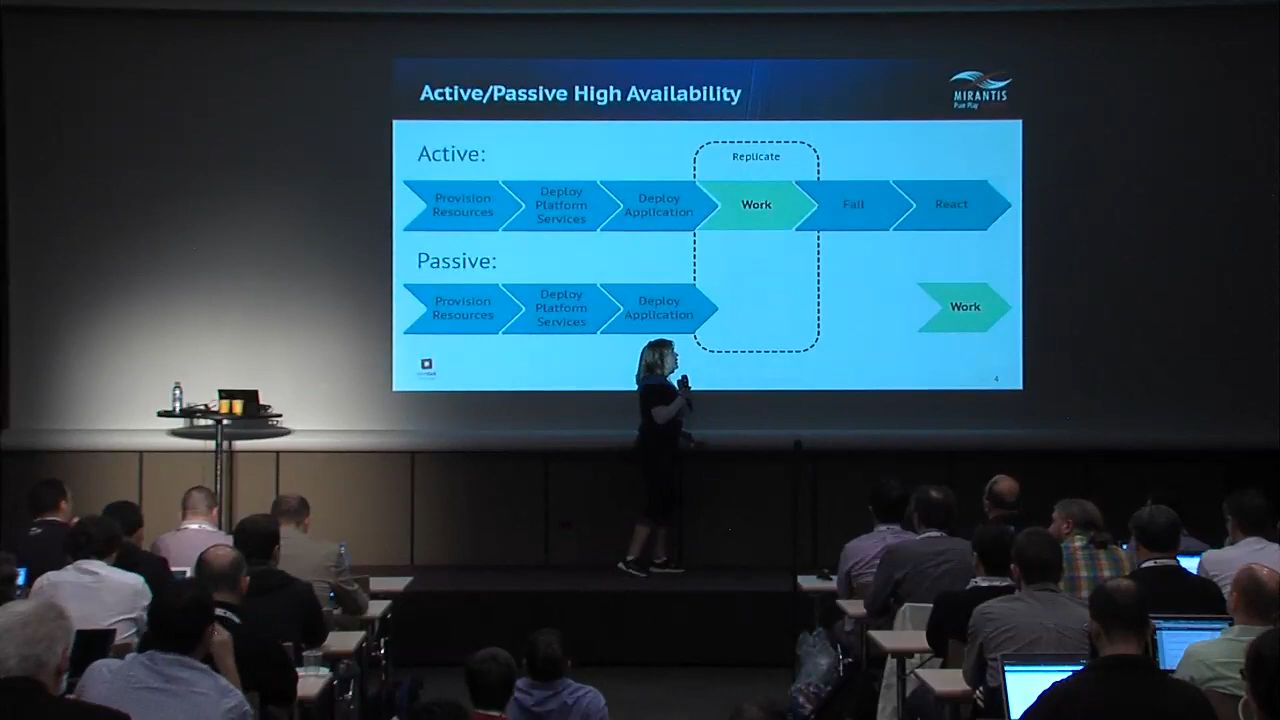 Active/Passive High Availability
MIRANTIS
Pure Play
Active:
Replicate
Provision
Resources
Deploy
Platform
Services
Deploy
Application
Work
Fail
React
Passive:
Provision
Resources
Deploy
Platform
Services
Deploy
Application
Work
4